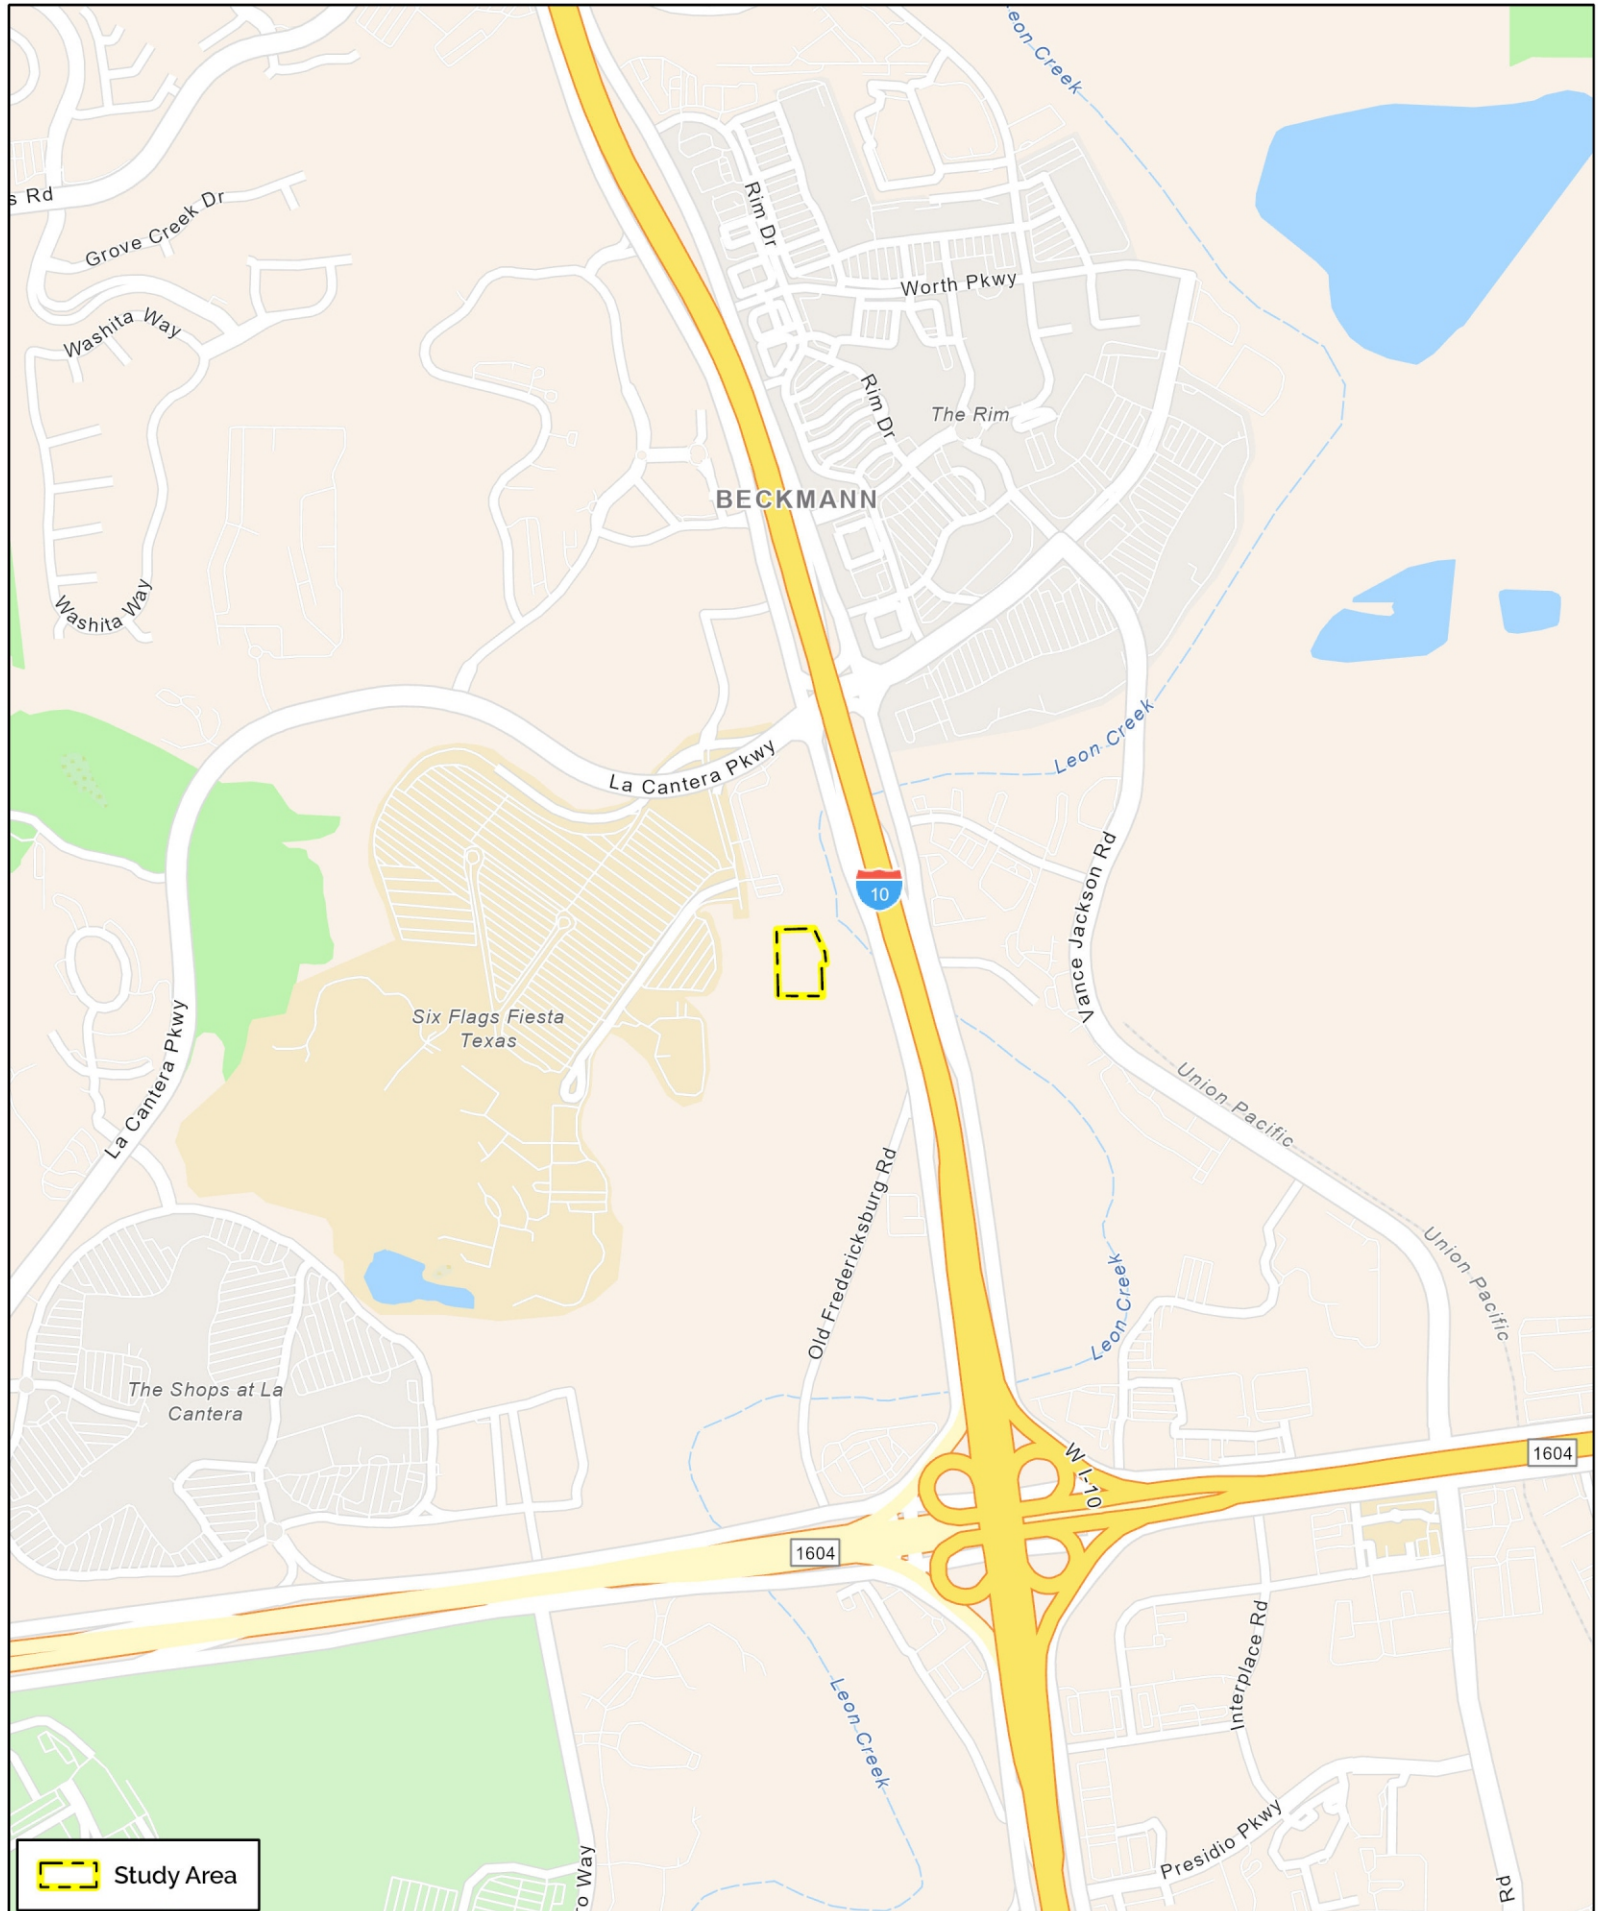 eon Creek
s Rd
Grove Creek Dr
Rim Dr
Worth Pkwy
Washita Way
Rim Dr
The Rim
BECKMANN
Washita Way
Leon Creek
La Cantera Pkwy
10
Vance Jackson Rd
Six Flags Fiesta
Texas
La Cantera Pkwy
Union Pacific
Old Fredericksburg Rd
Union Pacific
Leon Creek
The Shops at La
Cantera
W I-10
1604
1604
Interplace Rd
Leon Creek
Presidio Pkwy
o Way
Rd
Study Area